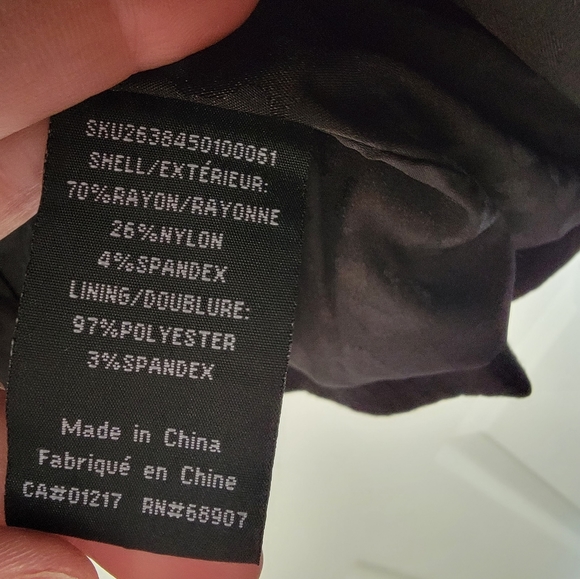 SKU2638450100061
SHELL/EXTÉRIEUR:
70%RAYON/RAYONNE
26%NYLON
4%SPANDEX
LINING/DOUBLURE:
97%POLYESTER
3%SPANDEX
Made in China
Fabriqué en Chine
CA#01217 RN#68907